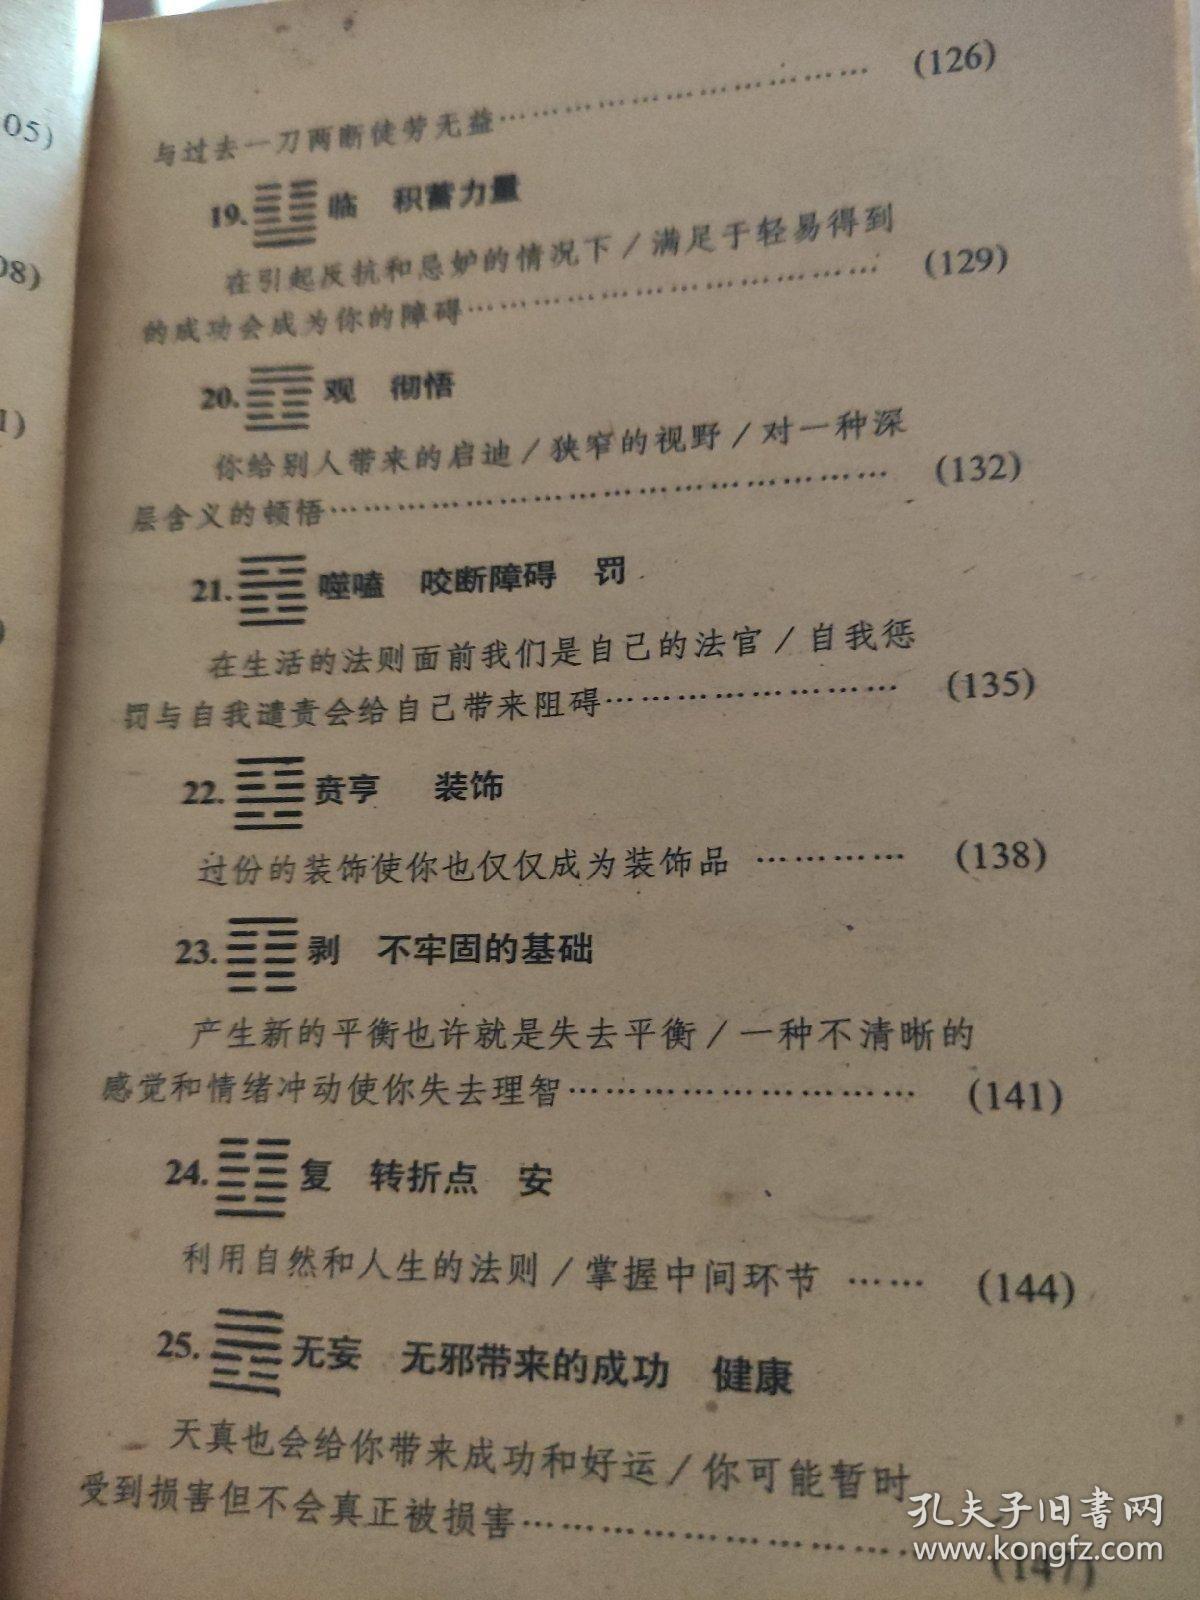 05)
98)
1)
)
与过去一刀两断徒劳无益………………………… (126)
19. 临 积蓄力量
在引起反抗和忌妒的情况下/满足于轻易得到
的成功会成为你的障碍………………………… (129)
20. 观 彻悟
你给别人带来的启迪/狭窄的视野/对一种深
层含义的顿悟………………………………… (132)
21. 噬嗑 咬断障碍 罚
在生活的法则面前我们是自己的法官/自我惩
罚与自我谴责会给自己带来阻碍…………………… (135)
22. 贲亨 装饰
过份的装饰使你也仅仅成为装饰品 ………… (138)
23. 剥 不牢固的基础
产生新的平衡也许就是失去平衡/一种不清晰的
感觉和情绪冲动使你失去理智……………………… (141)
24. 复 转折点 安
利用自然和人生的法则/掌握中间环节 …… (144)
25. 无妄 无邪带来的成功 健康
天真也会给你带来成功和好运/你可能暂时
受到损害但不会真正被损害………………………… (147)
孔夫子旧书网
www.kongfz.com